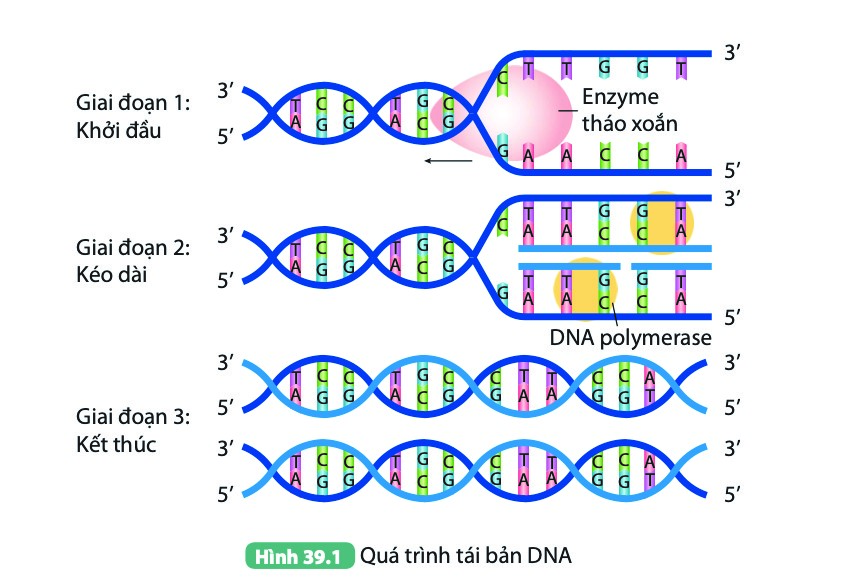 3’
T T G G T
C
Giai đoạn 1:
Khởi đầu
3’
5’
T C C T G C
A G G A C G
Enzyme
tháo xoắn
G A A C C A
5’
3’
Giai đoạn 2:
Kéo dài
3’
5’
T C C T G C
A G G A C G
C T T G G T
A A C C A
T T G G T
G A A C C A
5’
DNA polymerase
Giai đoạn 3:
Kết thúc
3’
5’
T C C T G C C T T C C A
A G G A C G G A A G G T
3’
5’
3’
5’
T C C T G C C T T C C A
A G G A C G G A A G G T
3’
5’
Hình 39.1 Quá trình tái bản DNA